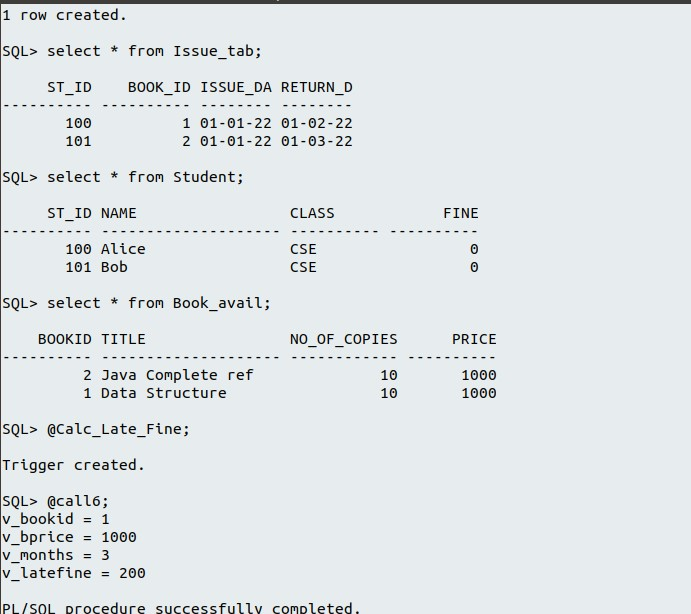 1 row created.
SQL> select * from Issue_tab;
ST_ID BOOK_ID ISSUE_DA RETURN_D
---------- ---------- -------- --------
100 1 01-01-22 01-02-22
101 2 01-01-22 01-03-22
SQL> select * from Student;
ST_ID NAME CLASS FINE
---------- -------------------- ---------- ----------
100 Alice CSE 0
101 Bob CSE 0
SQL> select * from Book_avail;
BOOKID TITLE NO_OF_COPIES PRICE
---------- -------------------- ------------ ----------
2 Java Complete ref 10 1000
1 Data Structure 10 1000
SQL> @Calc_Late_Fine;
Trigger created.
SQL> @call6;
v_bookid = 1
v_bprice = 1000
v_months = 3
v_latefine = 200
PL/SQL procedure successfully completed.